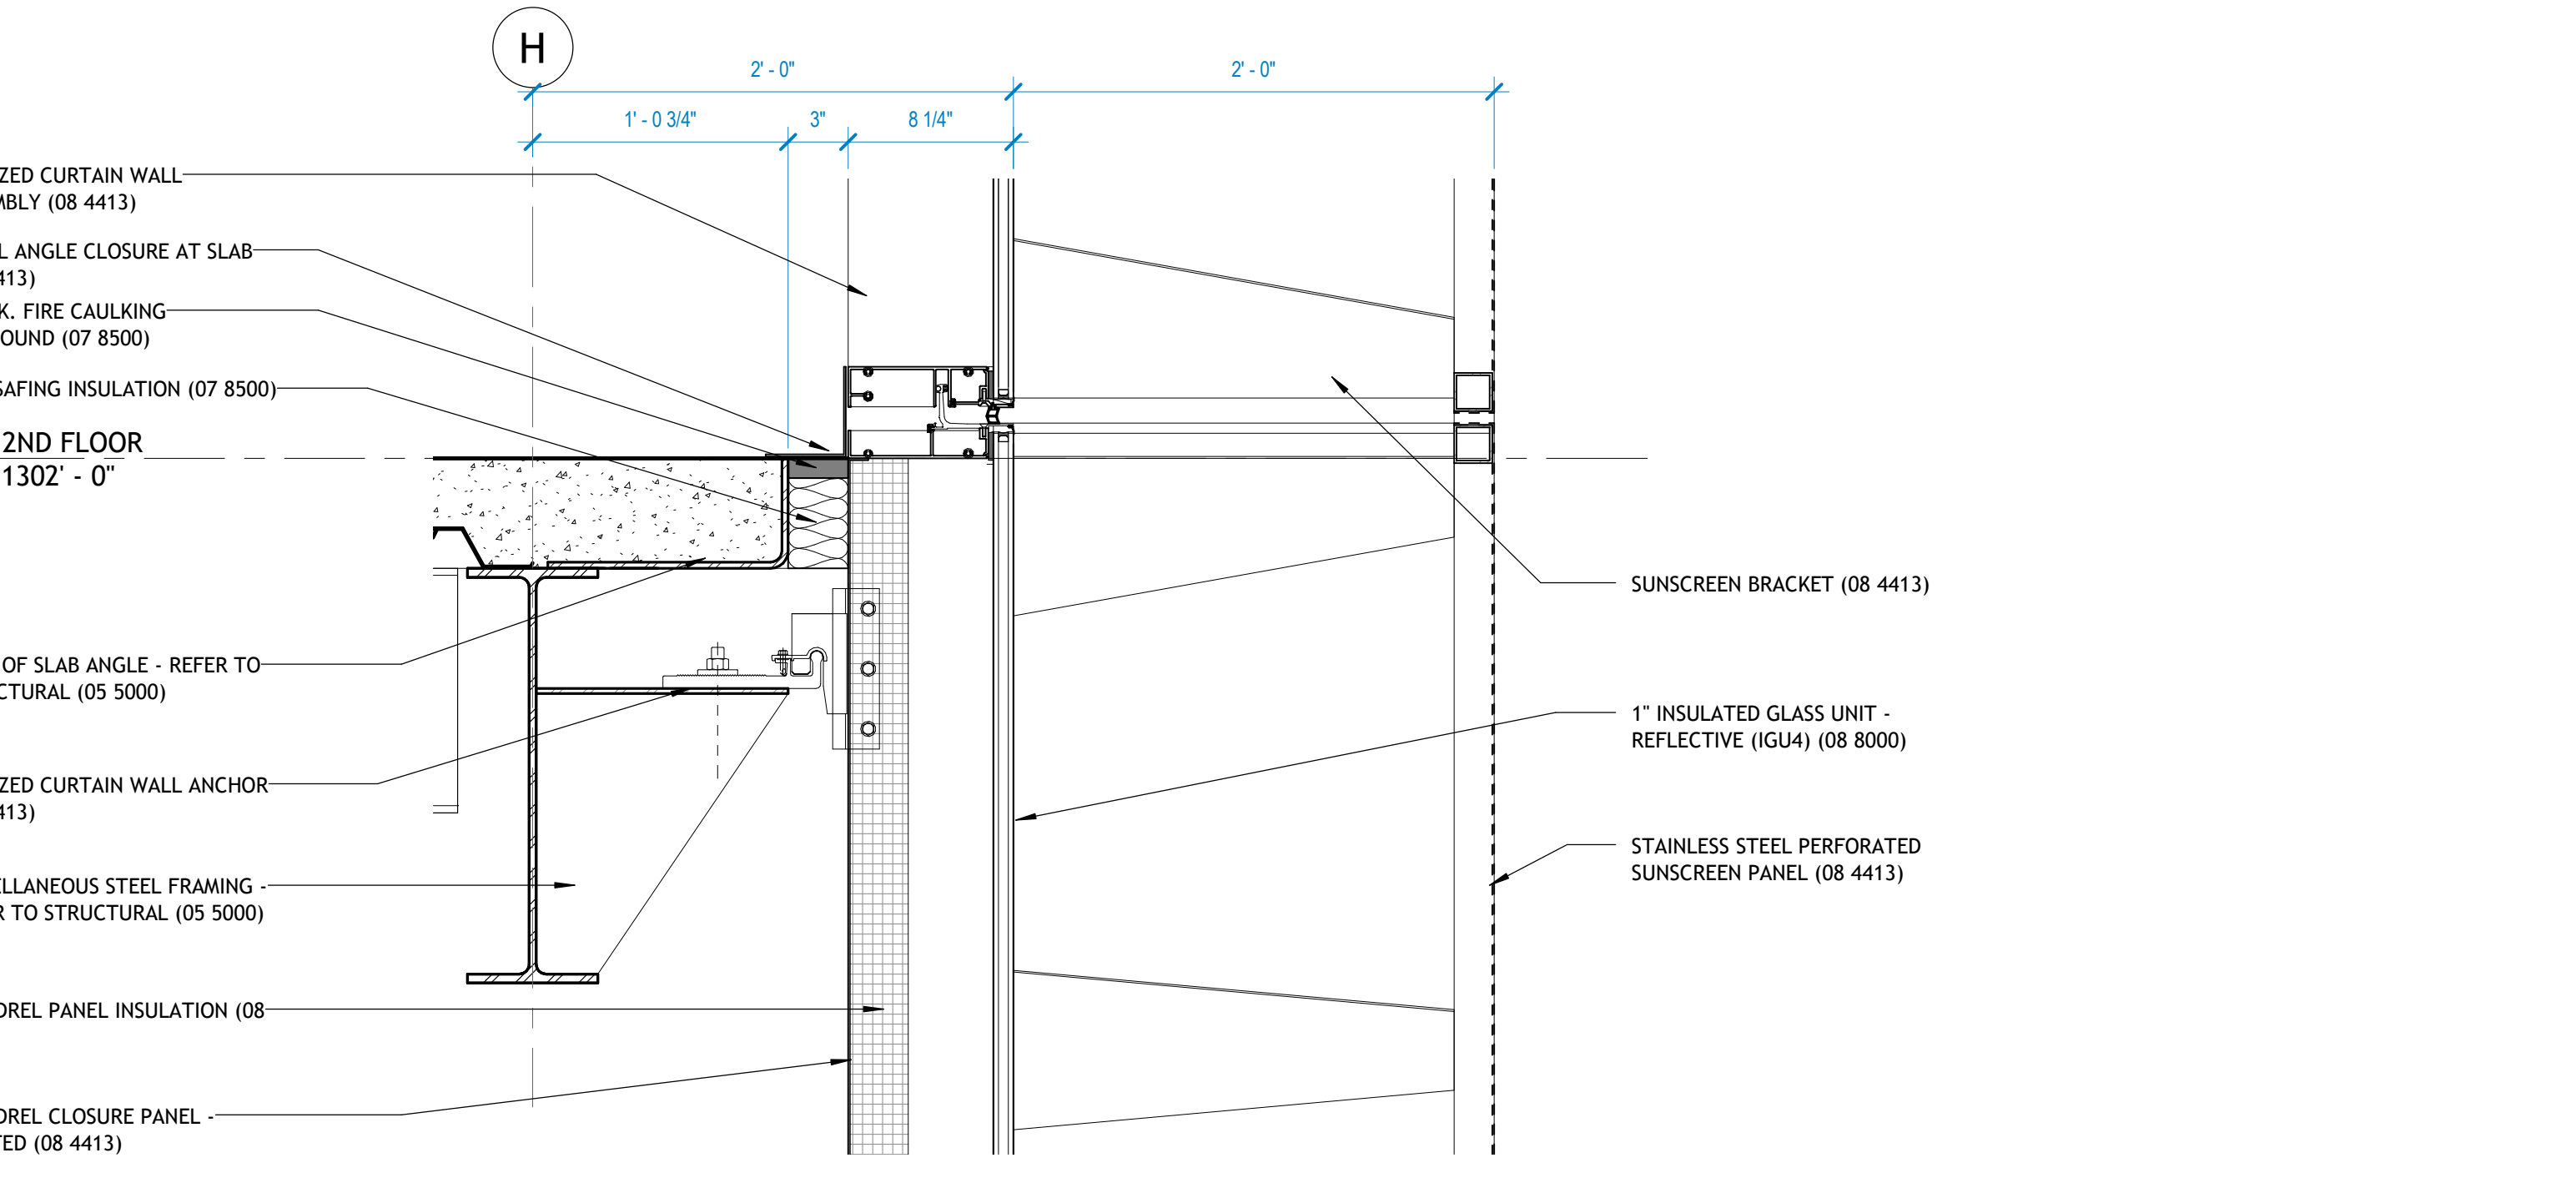 H
2' - 0"
2' - 0"
1' - 0 3/4"
3"
8 1/4"
ZED CURTAIN WALL
MBLY (08 4413)
L ANGLE CLOSURE AT SLAB
413)
K. FIRE CAULKING
OUND (07 8500)
SAFING INSULATION (07 8500)
2ND FLOOR
1302' - 0"
OF SLAB ANGLE - REFER TO
CTURAL (05 5000)
ZED CURTAIN WALL ANCHOR
413)
ELLANEOUS STEEL FRAMING -
R TO STRUCTURAL (05 5000)
DREL PANEL INSULATION (08
DREL CLOSURE PANEL -
TED (08 4413)
SUNSCREEN BRACKET (08 4413)
1" INSULATED GLASS UNIT -
REFLECTIVE (IGU4) (08 8000)
STAINLESS STEEL PERFORATED
SUNSCREEN PANEL (08 4413)